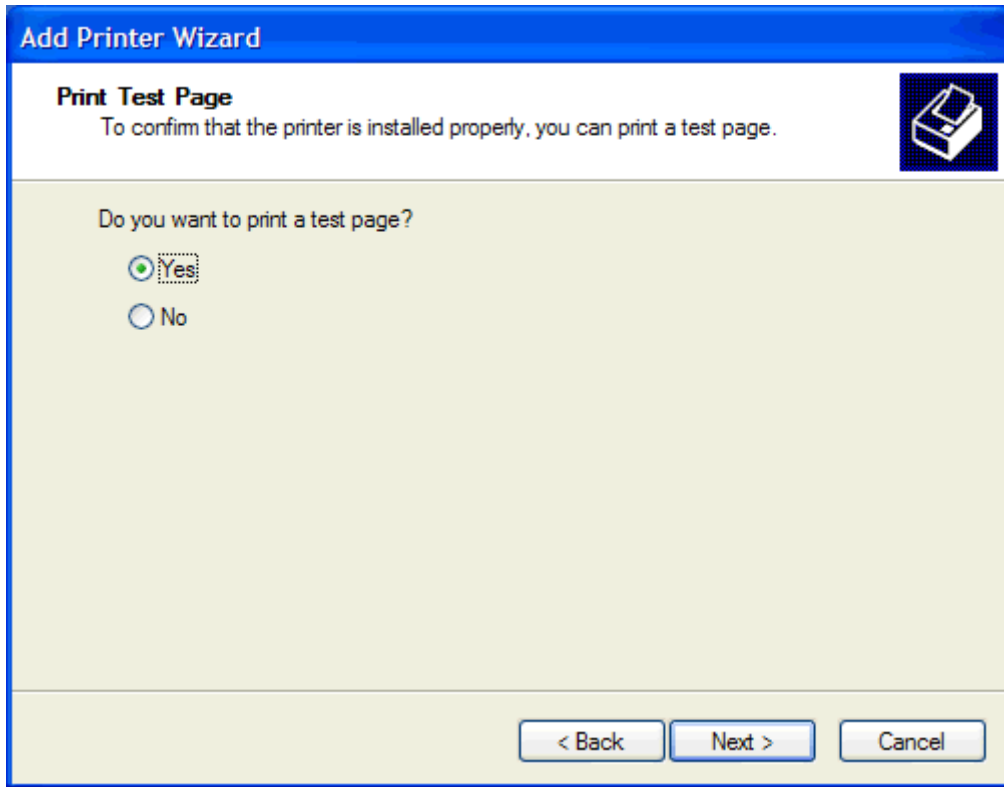 Add Printer Wizard
Print Test Page
To confirm that the printer is installed properly, you can print a test page.
Do you want to print a test page?
Yes
No
< Back
Next >
Cancel